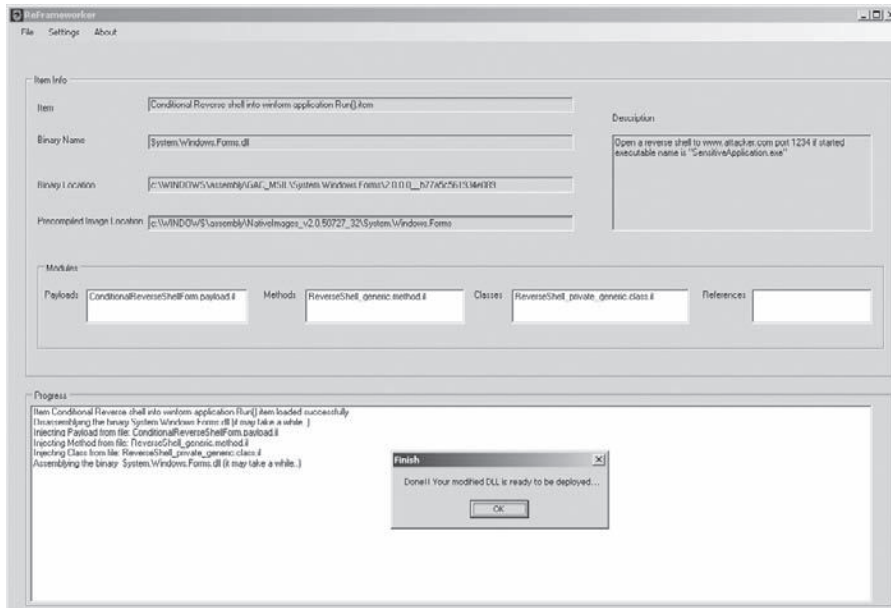 ReFrameworker
File Settings About
Item Info
Item
Conditional Reverse shell into winform application Run().item
Binary Name
System.Windows.Forms.dll
Binary Location
c:\WINDOWS\assembly\GAC_MSIL\System.Windows.Forms\2.0.0.0__b77a5c561934e089
Precompiled Image Location
c:\WINDOWS\assembly\NativeImages_v2.0.50727_32\System.Windows.Forms
Description
Open a reverse shell to www.attacker.com port 1234 if started
executable name is "SensitiveApplication.exe"
Modules
Payloads
ConditionalReverseShellForm.payload.il
Methods
ReverseShell_generic.method.il
Classes
ReverseShell_private_generic.class.il
References
Progress
Item Conditional Reverse shell into winform application Run().item loaded successfully
Disassemblying the binary System.Windows.Forms.dll (it may take a while..)
Injecting Payload from file: ConditionalReverseShellForm.payload.il
Injecting Method from file: ReverseShell_generic.method.il
Injecting Class from file: ReverseShell_private_generic.class.il
Assemblying the binary System.Windows.Forms.dll (it may take a while..)
Finish
Done!! Your modified DLL is ready to be deployed...
OK